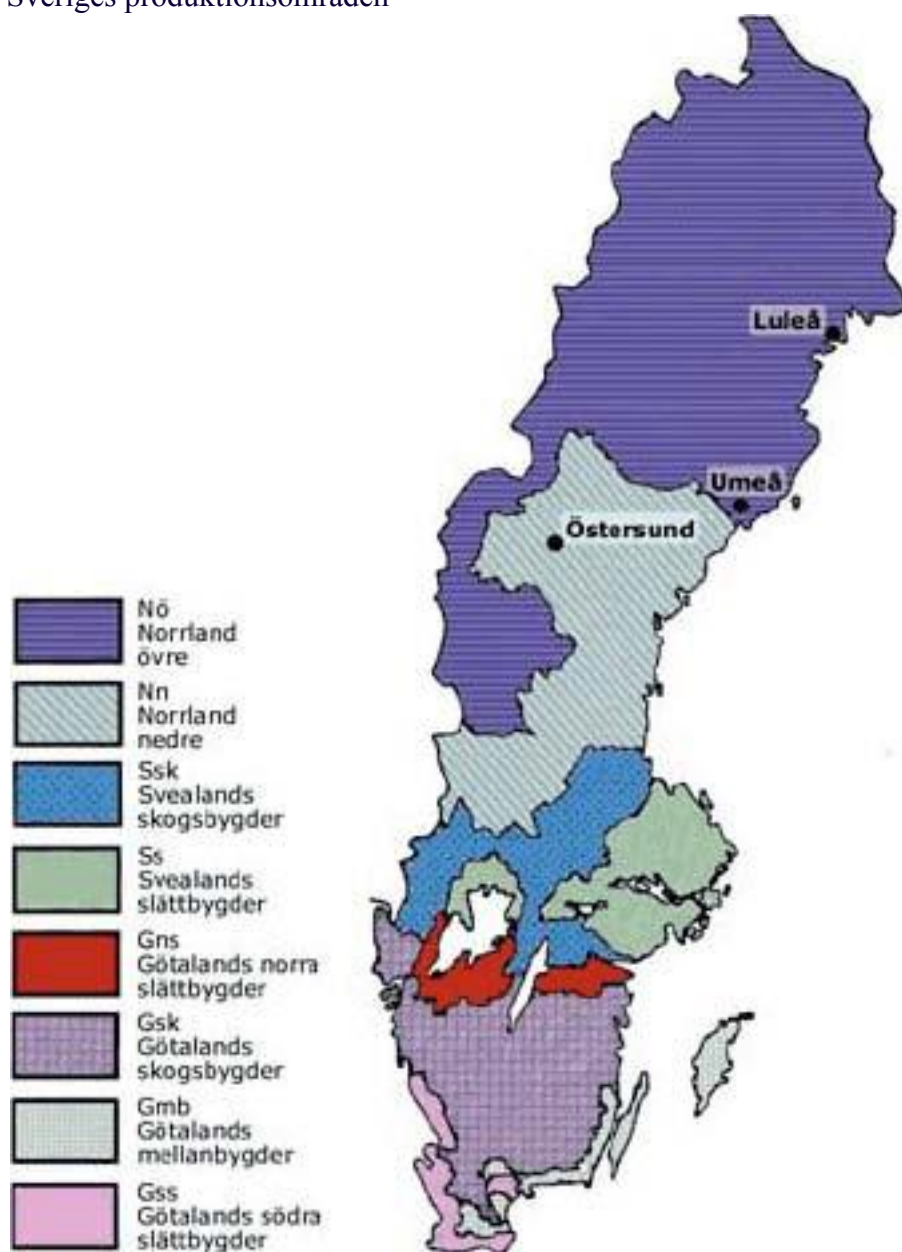 Sveriges produktionsområden
Luleå
Umeå
Östersund
Nö
Norrland
övre
Nn
Norrland
nedre
Ssk
Svealands
skogsbygder
Ss
Svealands
slättbygder
Gns
Götalands norra
slättbygder
Gsk
Götalands
skogsbygder
Gmb
Götalands
mellanbygder
Gss
Götalands södra
slättbygder